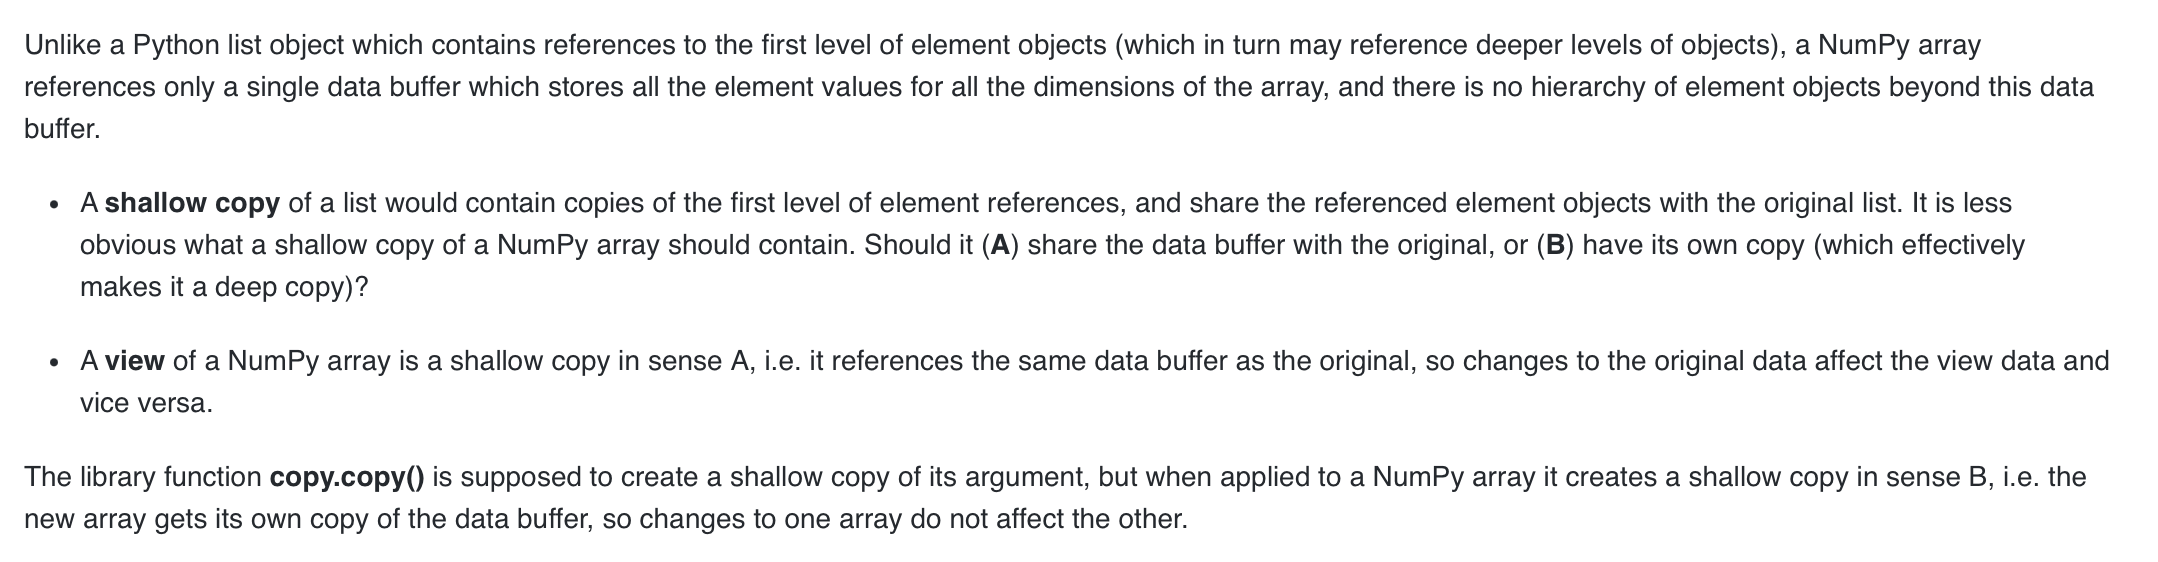 Unlike a Python list object which contains references to the first level of element objects (which in turn may reference deeper levels of objects), a NumPy array
references only a single data buffer which stores all the element values for all the dimensions of the array, and there is no hierarchy of element objects beyond this data
buffer.
• A shallow copy of a list would contain copies of the first level of element references, and share the referenced element objects with the original list. It is less
obvious what a shallow copy of a NumPy array should contain. Should it (A) share the data buffer with the original, or (B) have its own copy (which effectively
makes it a deep copy)?
• A view of a NumPy array is a shallow copy in sense A, i.e. it references the same data buffer as the original, so changes to the original data affect the view data and
vice versa.
The library function copy.copy() is supposed to create a shallow copy of its argument, but when applied to a NumPy array it creates a shallow copy in sense B, i.e. the
new array gets its own copy of the data buffer, so changes to one array do not affect the other.